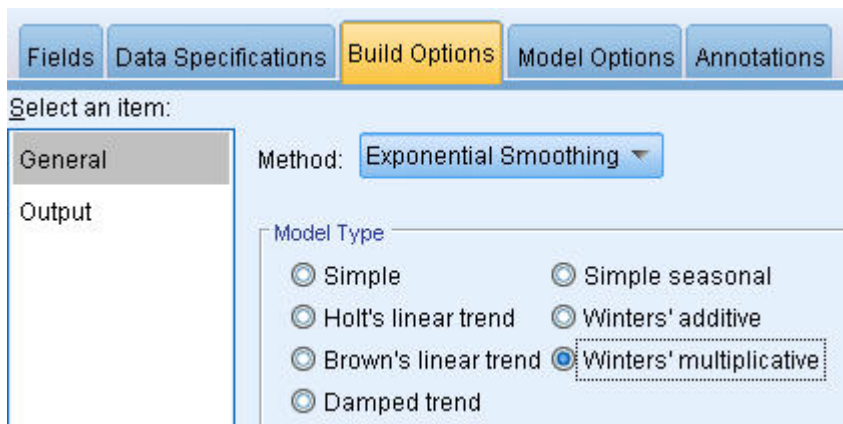 Fields Data Specifications Build Options Model Options Annotations
Select an item:
General
Output
Method: Exponential Smoothing
Model Type
Simple
Simple seasonal
Holt's linear trend
Winters' additive
Brown's linear trend
Winters' multiplicative
Damped trend